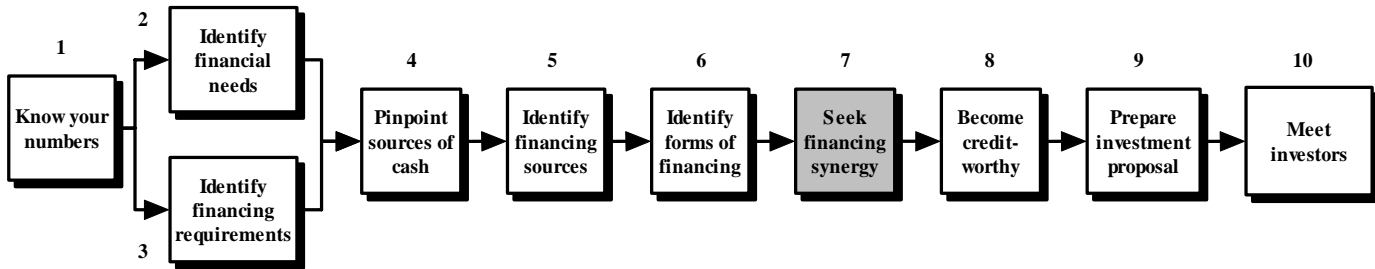 1
Know your
numbers
2
Identify
financial
needs
3
Identify
financing
requirements
4
Pinpoint
sources of
cash
5
Identify
financing
sources
6
Identify
forms of
financing
7
Seek
financing
synergy
8
Become
credit-
worthy
9
Prepare
investment
proposal
10
Meet
investors